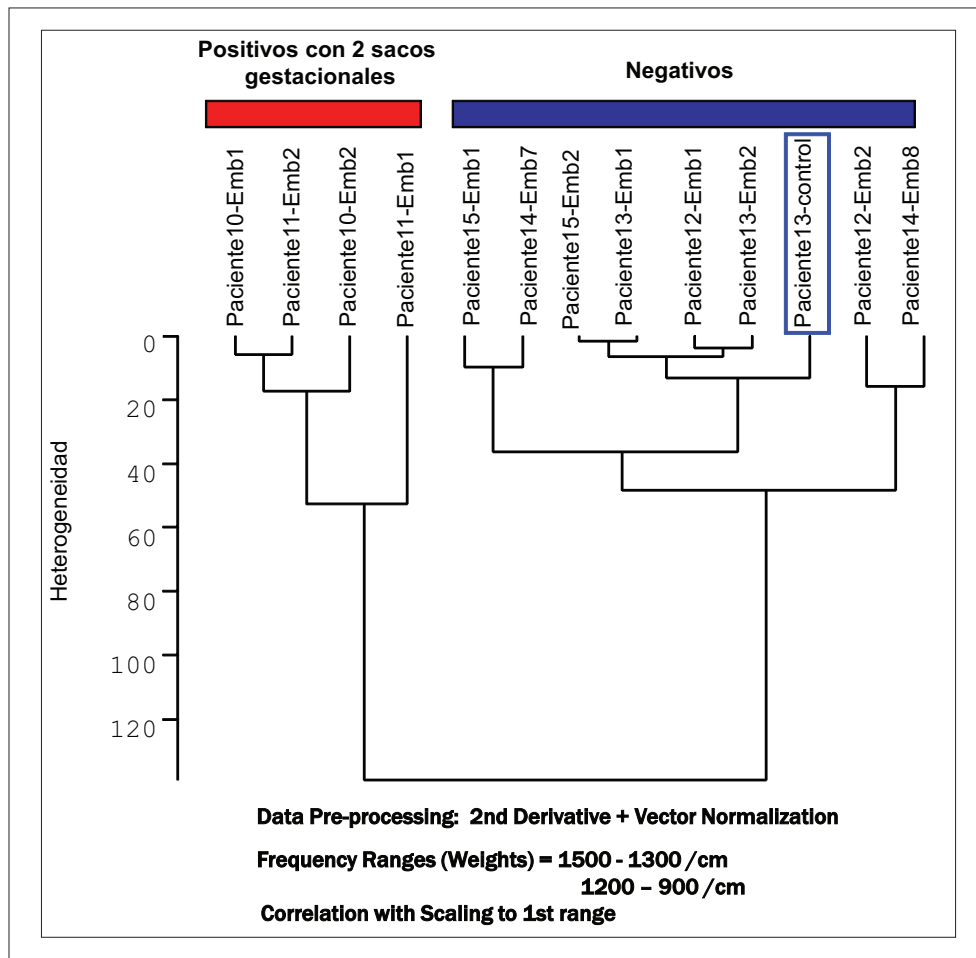 Positivos con 2 sacos
gestacionales
Negativos
Paciente10-Emb1
Paciente11-Emb2
Paciente10-Emb2
Paciente11-Emb1
Paciente15-Emb1
Paciente14-Emb7
Paciente15-Emb2
Paciente13-Emb1
Paciente12-Emb1
Paciente13-Emb2
Paciente13-control
Paciente12-Emb2
Paciente14-Emb8
Heterogeneidad
0
20
40
60
80
100
120
Data Pre-processing: 2nd Derivative + Vector Normalization
Frequency Ranges (Weights) = 1500 - 1300 /cm
1200 – 900 /cm
Correlation with Scaling to 1st range